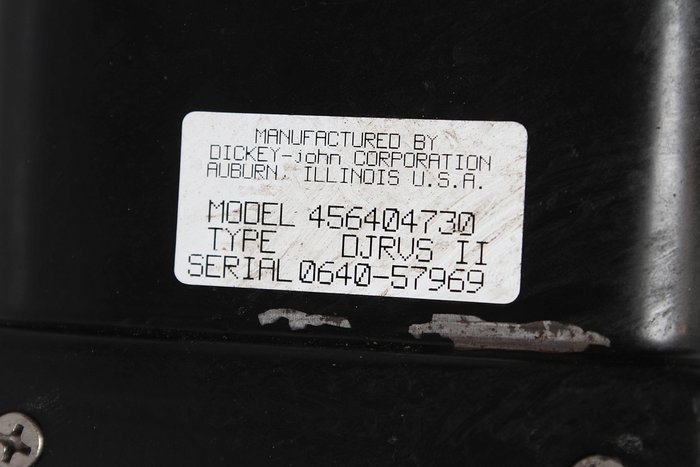 MANUFACTURED BY
DICKEY-john CORPORATION
AUBURN, ILLINOIS U.S.A.
MODEL 456404730
TYPE DJRVS II
SERIAL 0640-57969